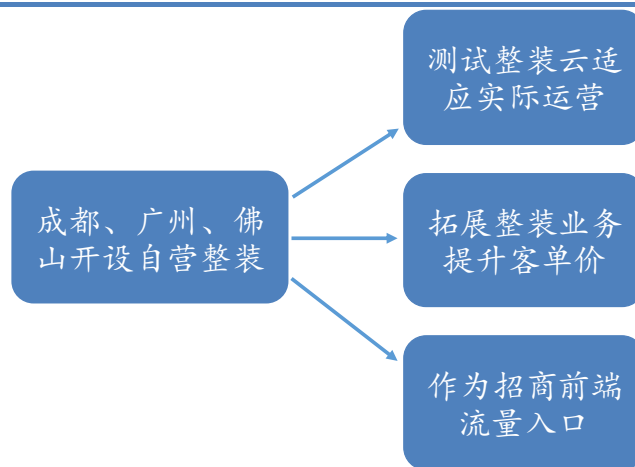 测试整装云适
应实际运营
成都、广州、佛
山开设自营整装
拓展整装业务
提升客单价
作为招商前端
流量入口